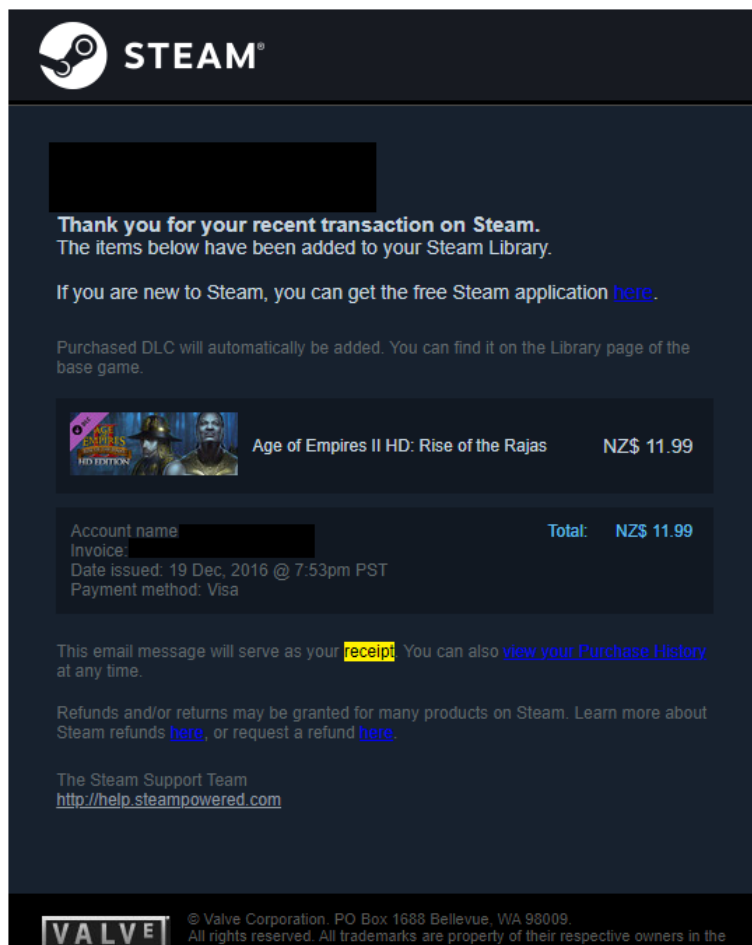 STEAM®
Thank you for your recent transaction on Steam.
The items below have been added to your Steam Library.
If you are new to Steam, you can get the free Steam application here.
Purchased DLC will automatically be added. You can find it on the Library page of the
base game.
DLC
AGE OF
EMPIRES
HD EDITION
Age of Empires II HD: Rise of the Rajas NZ$ 11.99
Account name Total: NZ$ 11.99
Invoice:
Date issued: 19 Dec, 2016 @ 7:53pm PST
Payment method: Visa
This email message will serve as your receipt. You can also view your Purchase History
at any time.
Refunds and/or returns may be granted for many products on Steam. Learn more about
Steam refunds here, or request a refund here.
The Steam Support Team
http://help.steampowered.com
VALVE
© Valve Corporation. PO Box 1688 Bellevue, WA 98009.
All rights reserved. All trademarks are property of their respective owners in the